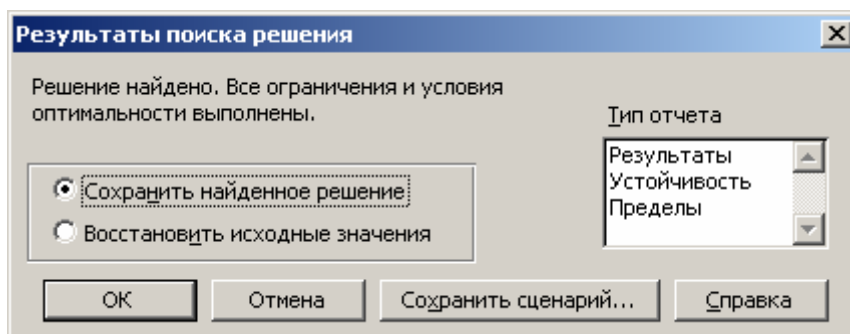 Результаты поиска решения
Решение найдено. Все ограничения и условия
оптимальности выполнены.
Тип отчета
Результаты
Устойчивость
Пределы
Сохранить найденное решение
Восстановить исходные значения
ОК
Отмена
Сохранить сценарий...
Справка